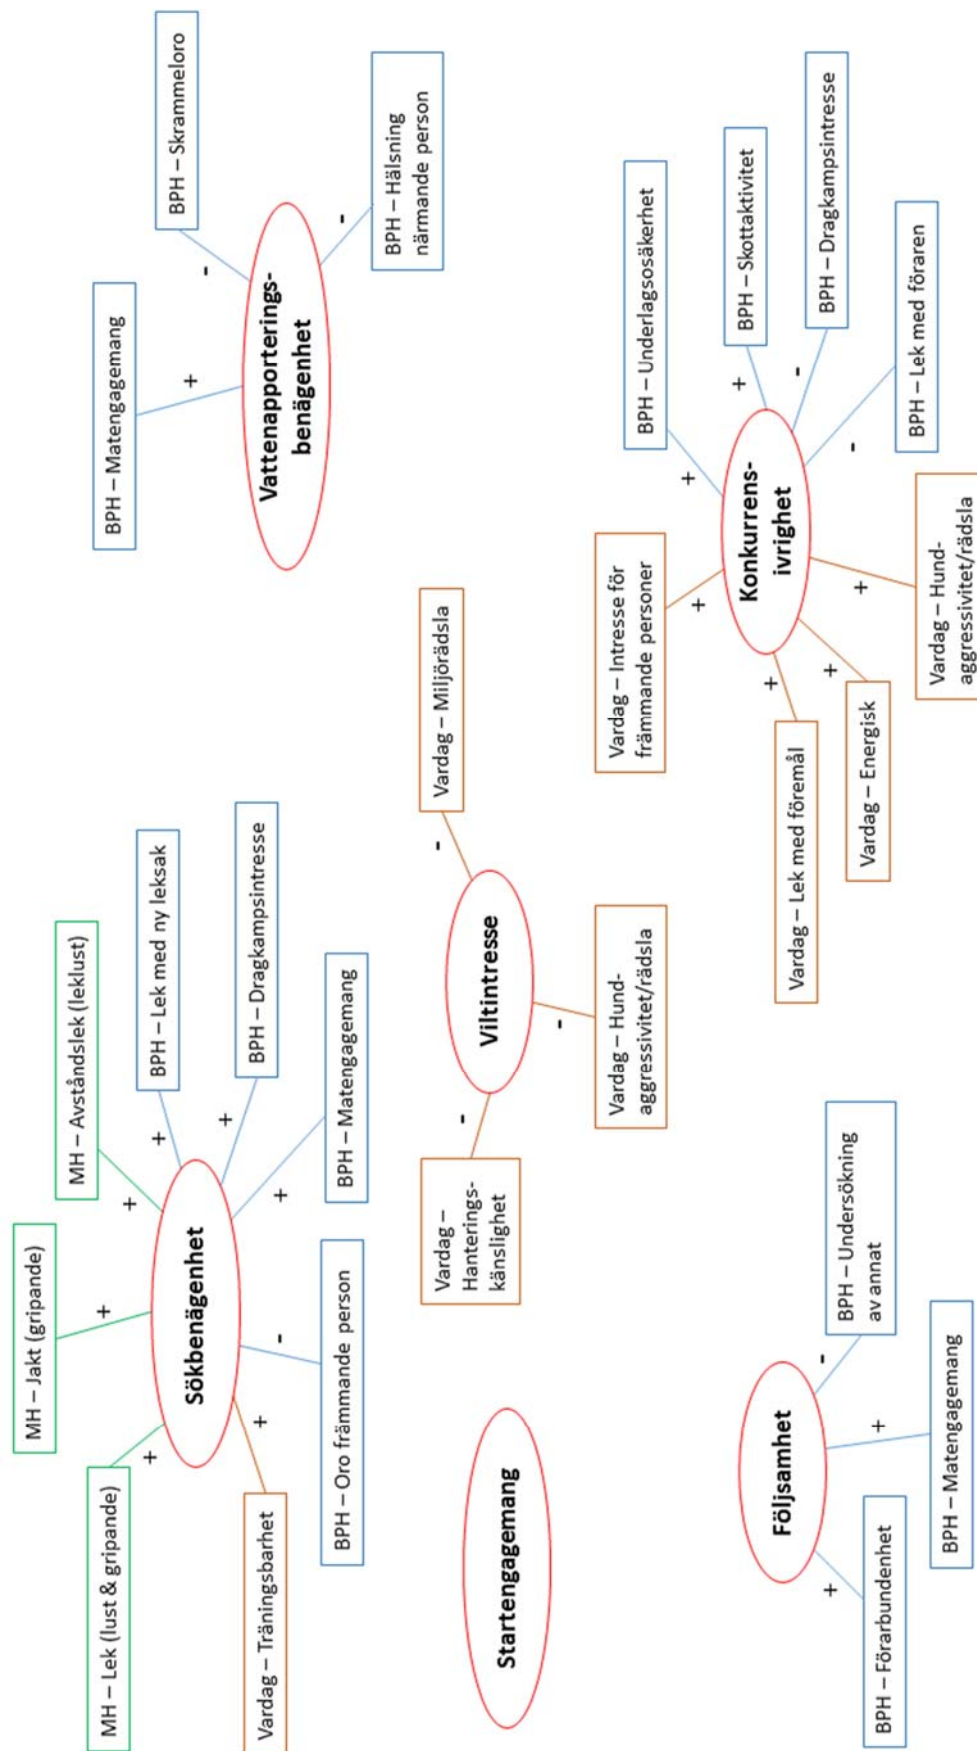 MH – Lek (lust & gripande)
MH – Jakt (gripande)
MH – Avståndslek (leklust)
BPH – Lek med ny leksak
BPH – Dragkampsintresse
BPH – Matengagemang
BPH – Oro främmande person
Vardag – Träningsbarhet
Sökbenägenhet
+
+
+
+
+
+
-
+
BPH – Matengagemang
BPH – Skrammeloro
BPH – Hälsning
närmande person
Vattenapporterings-
benägenhet
+
-
-
Startengagemang
Vardag –
Hanterings-
känslighet
Viltintresse
Vardag – Miljörädsla
Vardag – Hund-
aggressivitet/rädsla
-
-
-
Följsamhet
BPH – Förarbundenhet
BPH – Matengagemang
BPH – Undersökning
av annat
+
+
-
Vardag – Intresse för
främmande personer
BPH – Underlagsosäkerhet
BPH – Skottaktivitet
BPH – Dragkampsintresse
BPH – Lek med föraren
Konkurrens-
ivrighet
Vardag – Lek med föremål
Vardag – Energisk
Vardag – Hund-
aggressivitet/rädsla
+
+
+
-
-
+
+
+